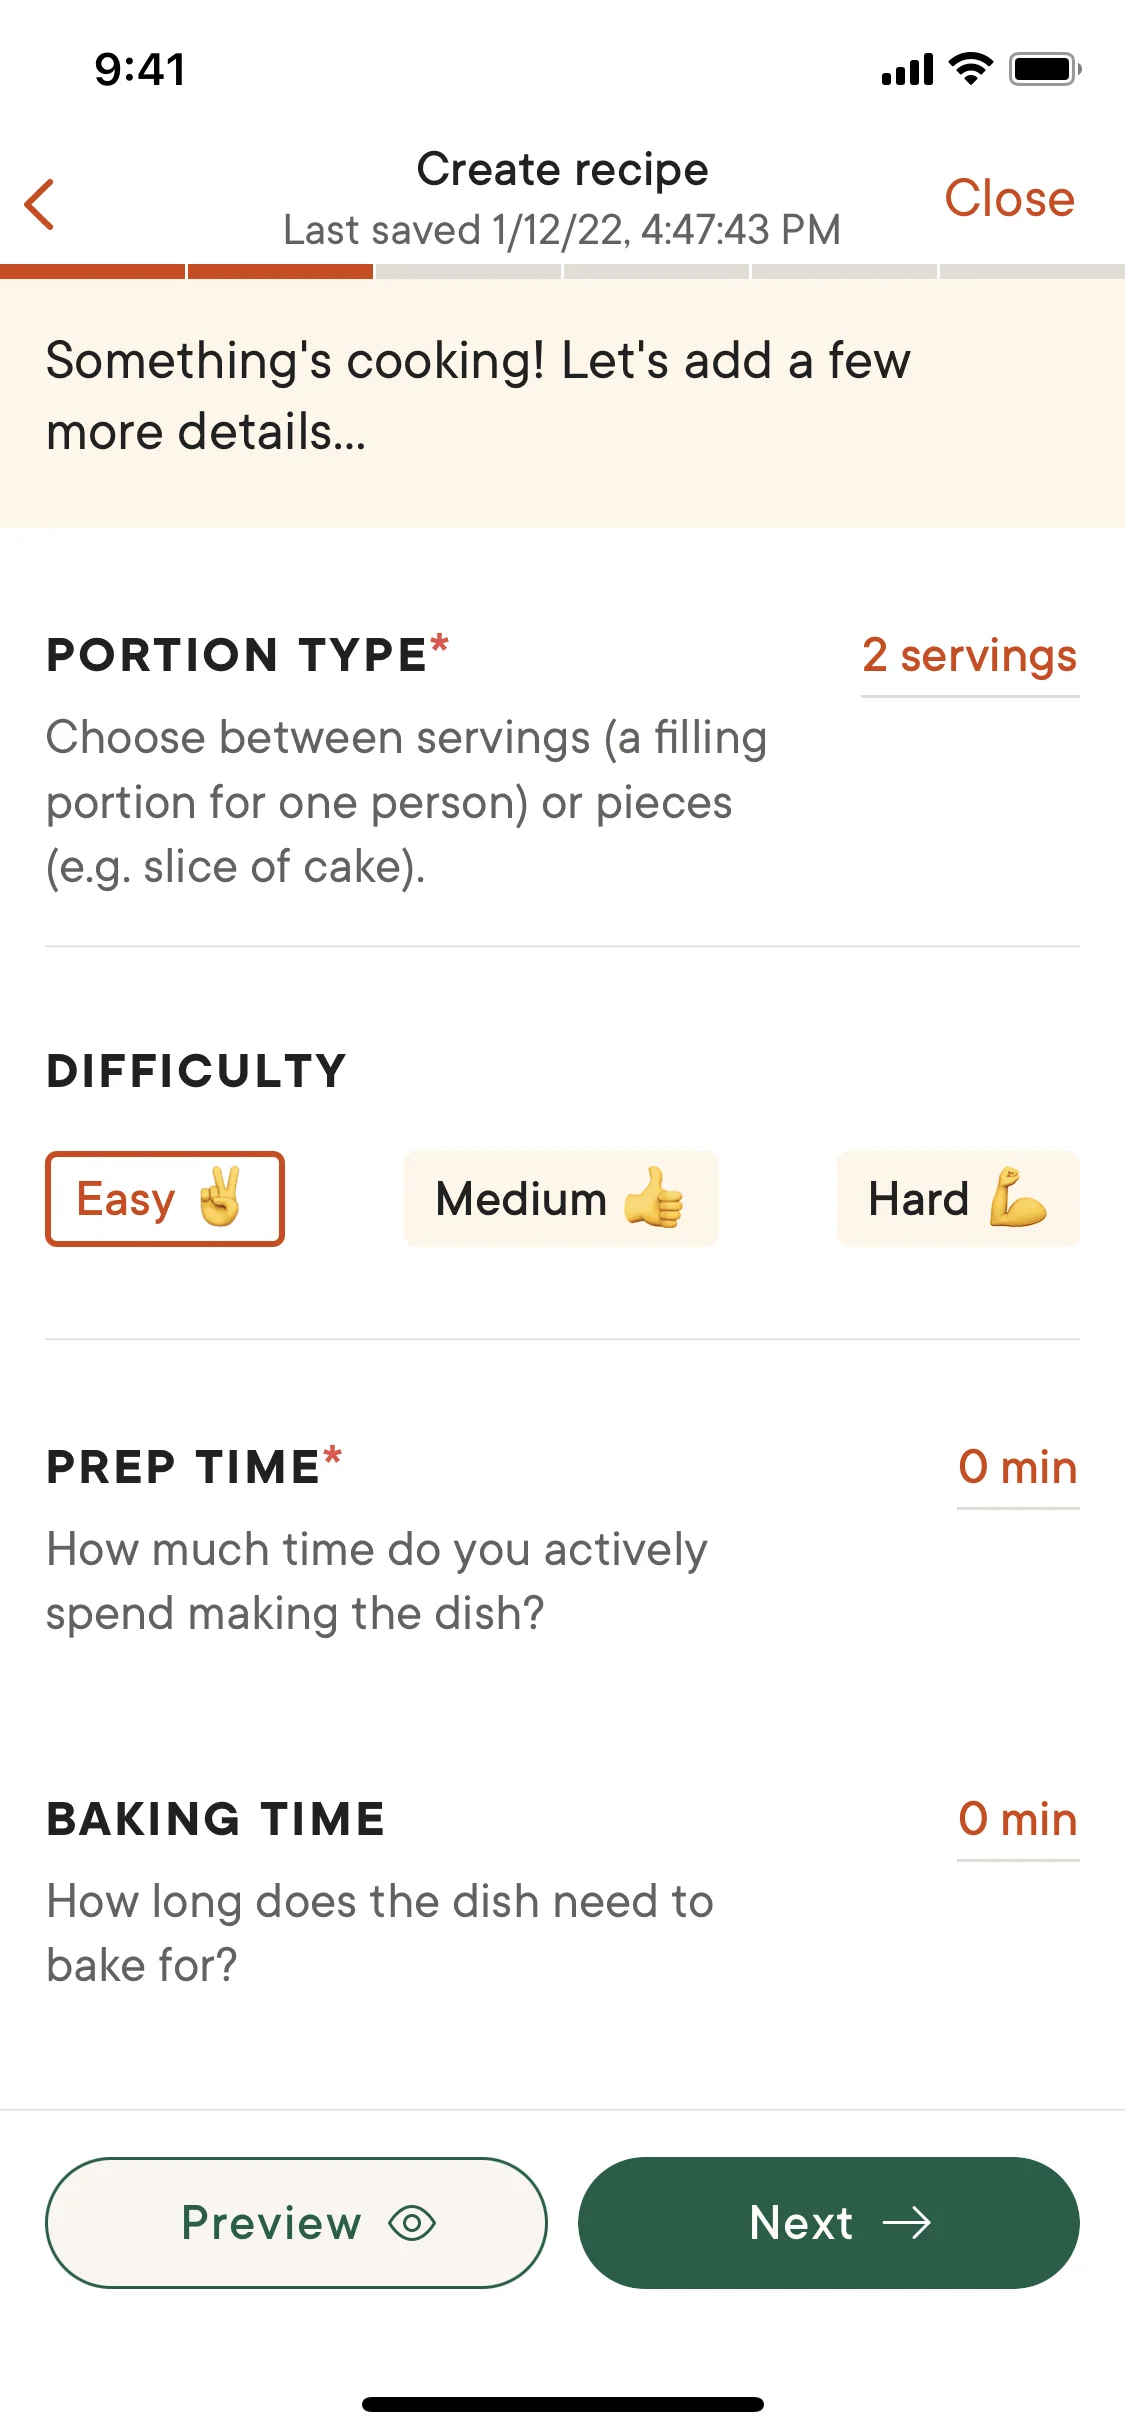 9:41
Create recipe
Close
Last saved 1/12/22, 4:47:43 PM
Something's cooking! Let's add a few
more details...
PORTION TYPE*
2 servings
Choose between servings (a filling
portion for one person) or pieces
(e.g. slice of cake).
DIFFICULTY
Easy ✌️
Medium 👍
Hard 💪
PREP TIME*
0 min
How much time do you actively
spend making the dish?
BAKING TIME
0 min
How long does the dish need to
bake for?
Preview
Next →